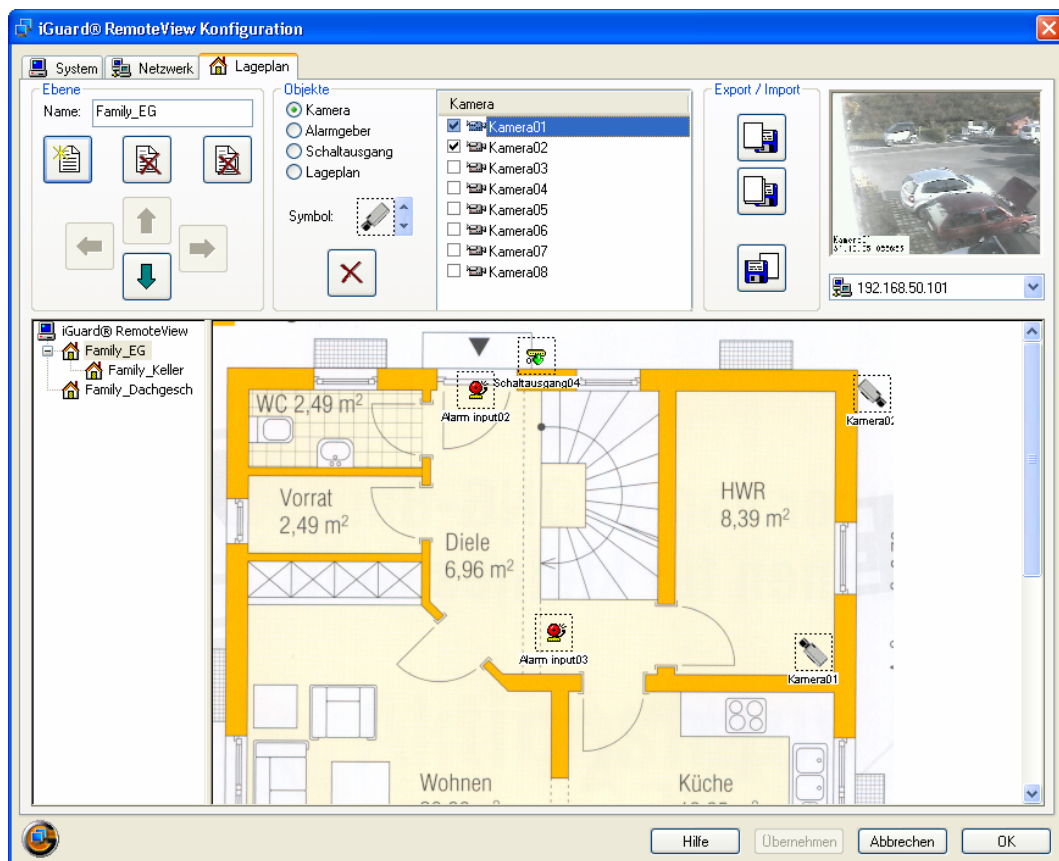 iGuard® RemoteView Konfiguration
System
Netzwerk
Lageplan
Ebene
Name: Family_EG
Objekte
Kamera
Alarmgeber
Schaltausgang
Lageplan
Symbol:
Kamera
Kamera01
Kamera02
Kamera03
Kamera04
Kamera05
Kamera06
Kamera07
Kamera08
Export / Import
192.168.50.101
iGuard® RemoteView
Family_EG
Family_Keller
Family_Dachgesch
Schaltausgang04
Alarm input02
Kamera02
WC 2,49 m²
Vorrat
2,49 m²
Diele
6,96 m²
HWR
8,39 m²
Alarm input03
Kamera01
Wohnen
Küche
Hilfe
Übernehmen
Abbrechen
OK